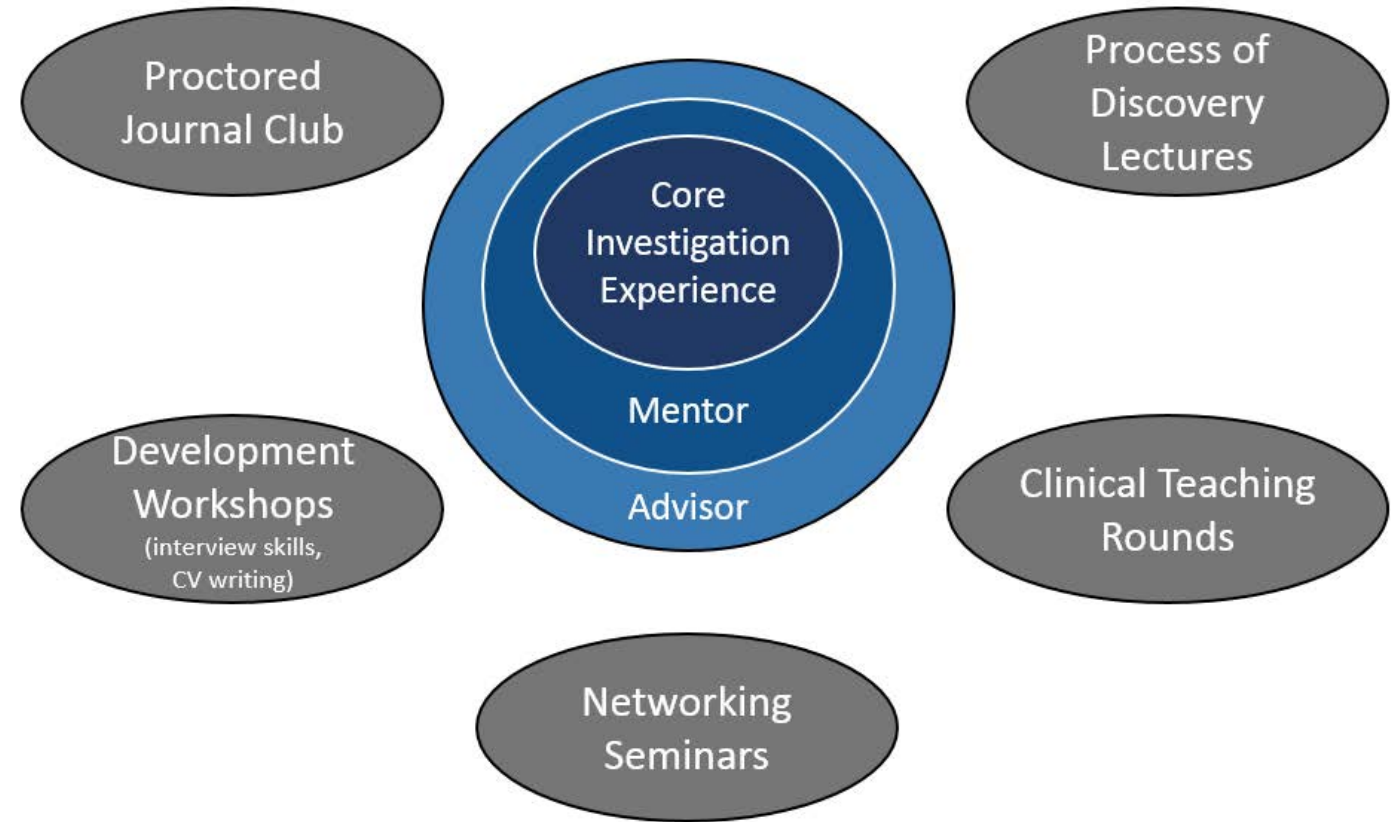 Proctored
Journal Club
Process of
Discovery
Lectures
Core
Investigation
Experience
Mentor
Advisor
Development
Workshops
(interview skills,
CV writing)
Clinical Teaching
Rounds
Networking
Seminars